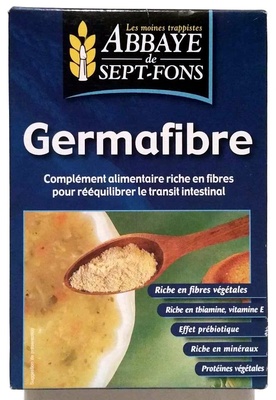 Les moines trappistes
ABBAYE
de
SEPT-FONS
Germafibre
Complément alimentaire riche en fibres
pour rééquilibrer le transit intestinal
Riche en fibres végétales
Riche en thiamine, vitamine E
Effet prébiotique
Riche en minéraux
Protéines végétales